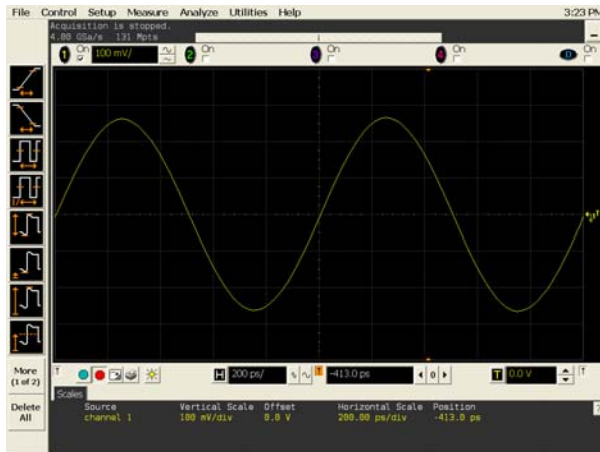 File Control Setup Measure Analyze Utilities Help 3:23 PM
Acquisition is stopped.
4.00 GSa/s 131 Mpts
1 On 100 mV/ 2 On 3 On 4 On On
More
(1 of 2)
Delete
All
H 200 ps/ T -413.0 ps 0 T 0.0 V
Scales
Source Vertical Scale Offset Horizontal Scale Position
channel 1 100 mV/div 0.0 V 200.00 ps/div -413.0 ps